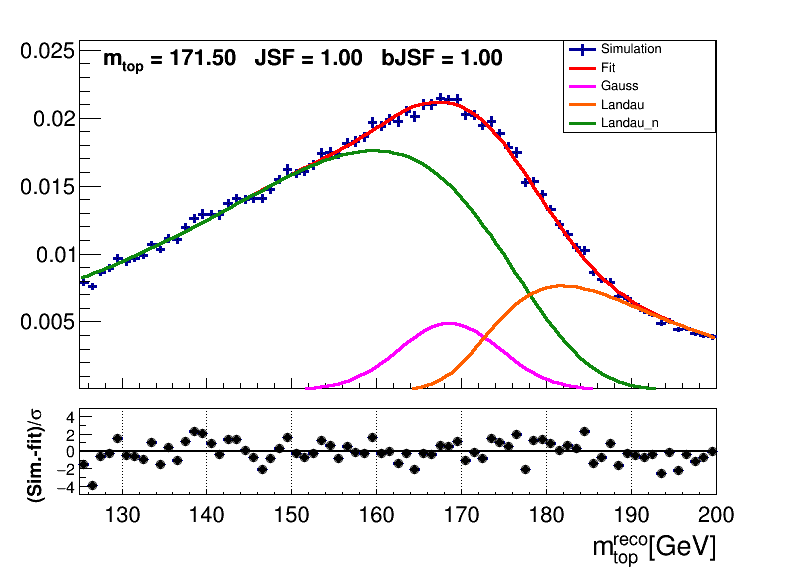 m_top = 171.50 JSF = 1.00 bJSF = 1.00
Simulation
Fit
Gauss
Landau
Landau_n
0.025
0.02
0.015
0.01
0.005
(Sim.-fit)/σ
4
2
0
−2
−4
130 140 150 160 170 180 190 200
m_top^reco[GeV]